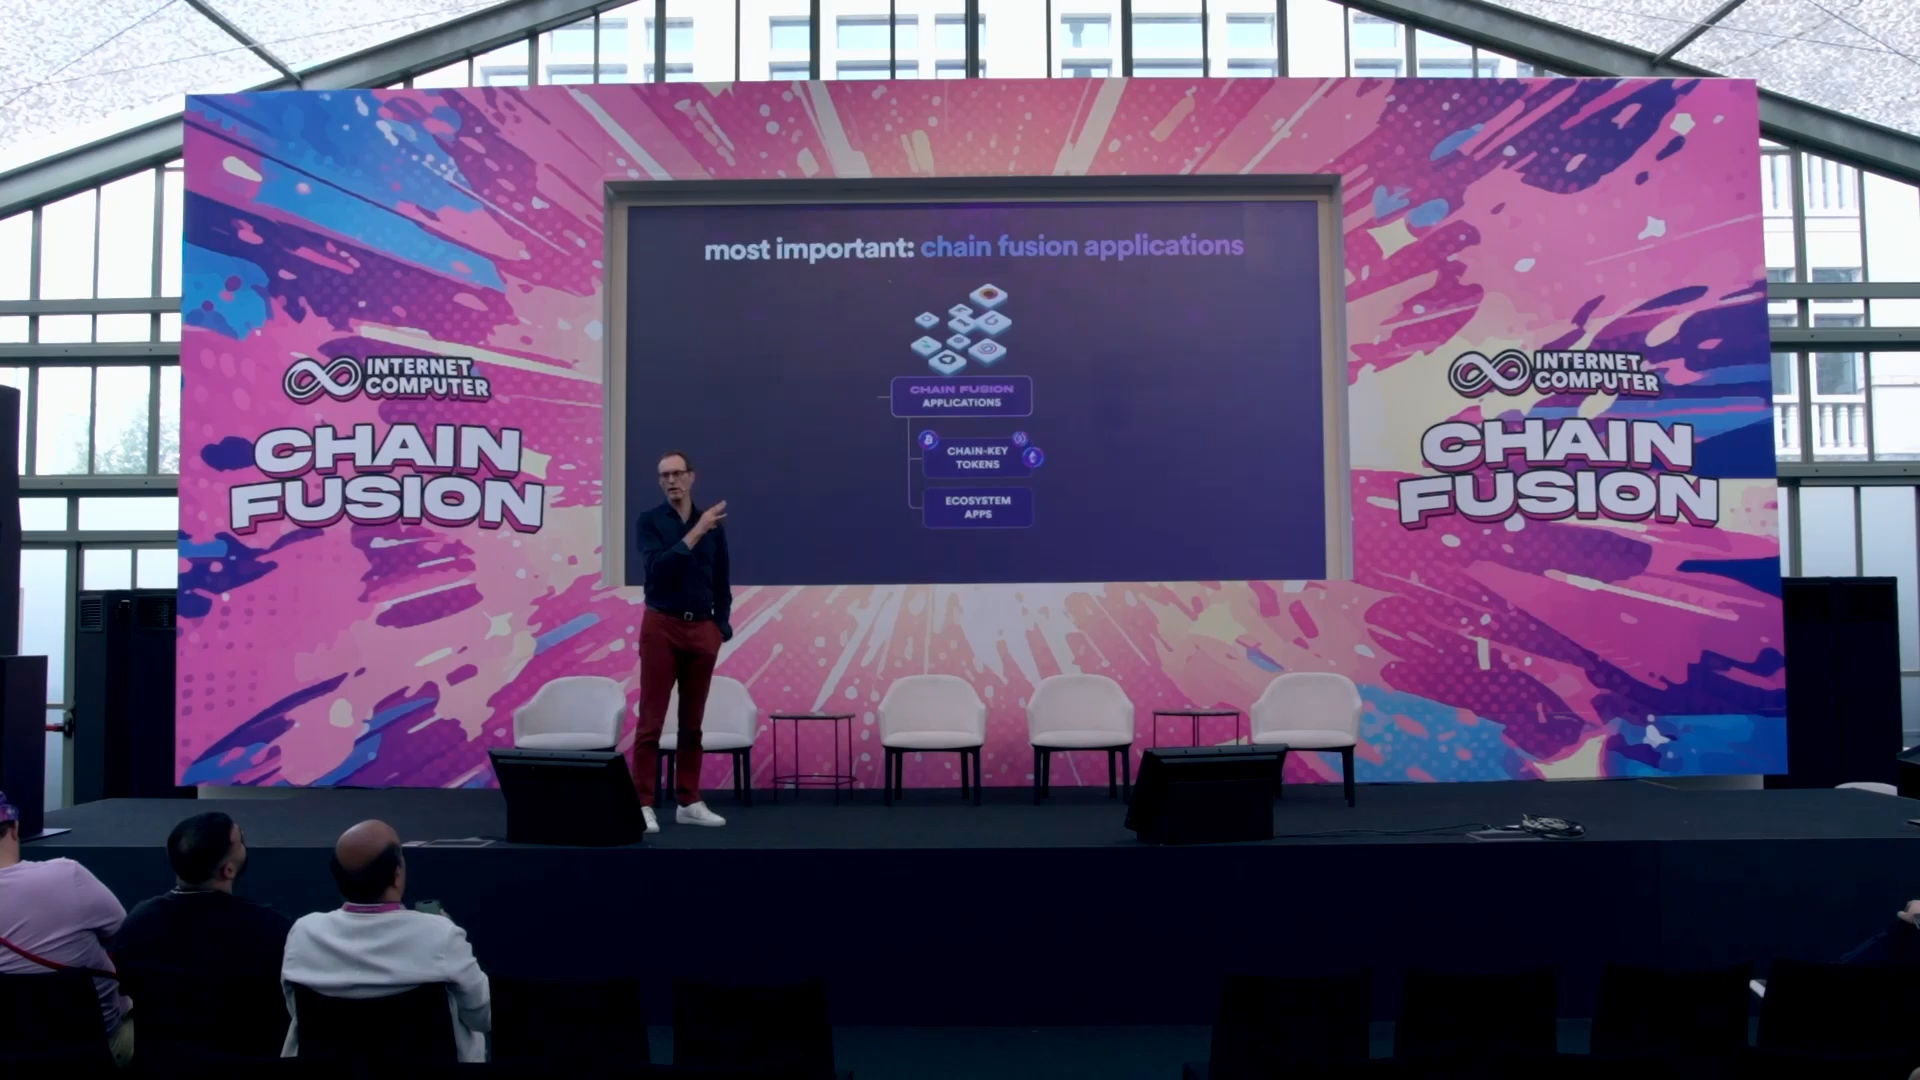 most important: chain fusion applications
CHAIN FUSION
APPLICATIONS
CHAIN-KEY
TOKENS
ECOSYSTEM
APPS
INTERNET
COMPUTER
CHAIN
FUSION
INTERNET
COMPUTER
CHAIN
FUSION